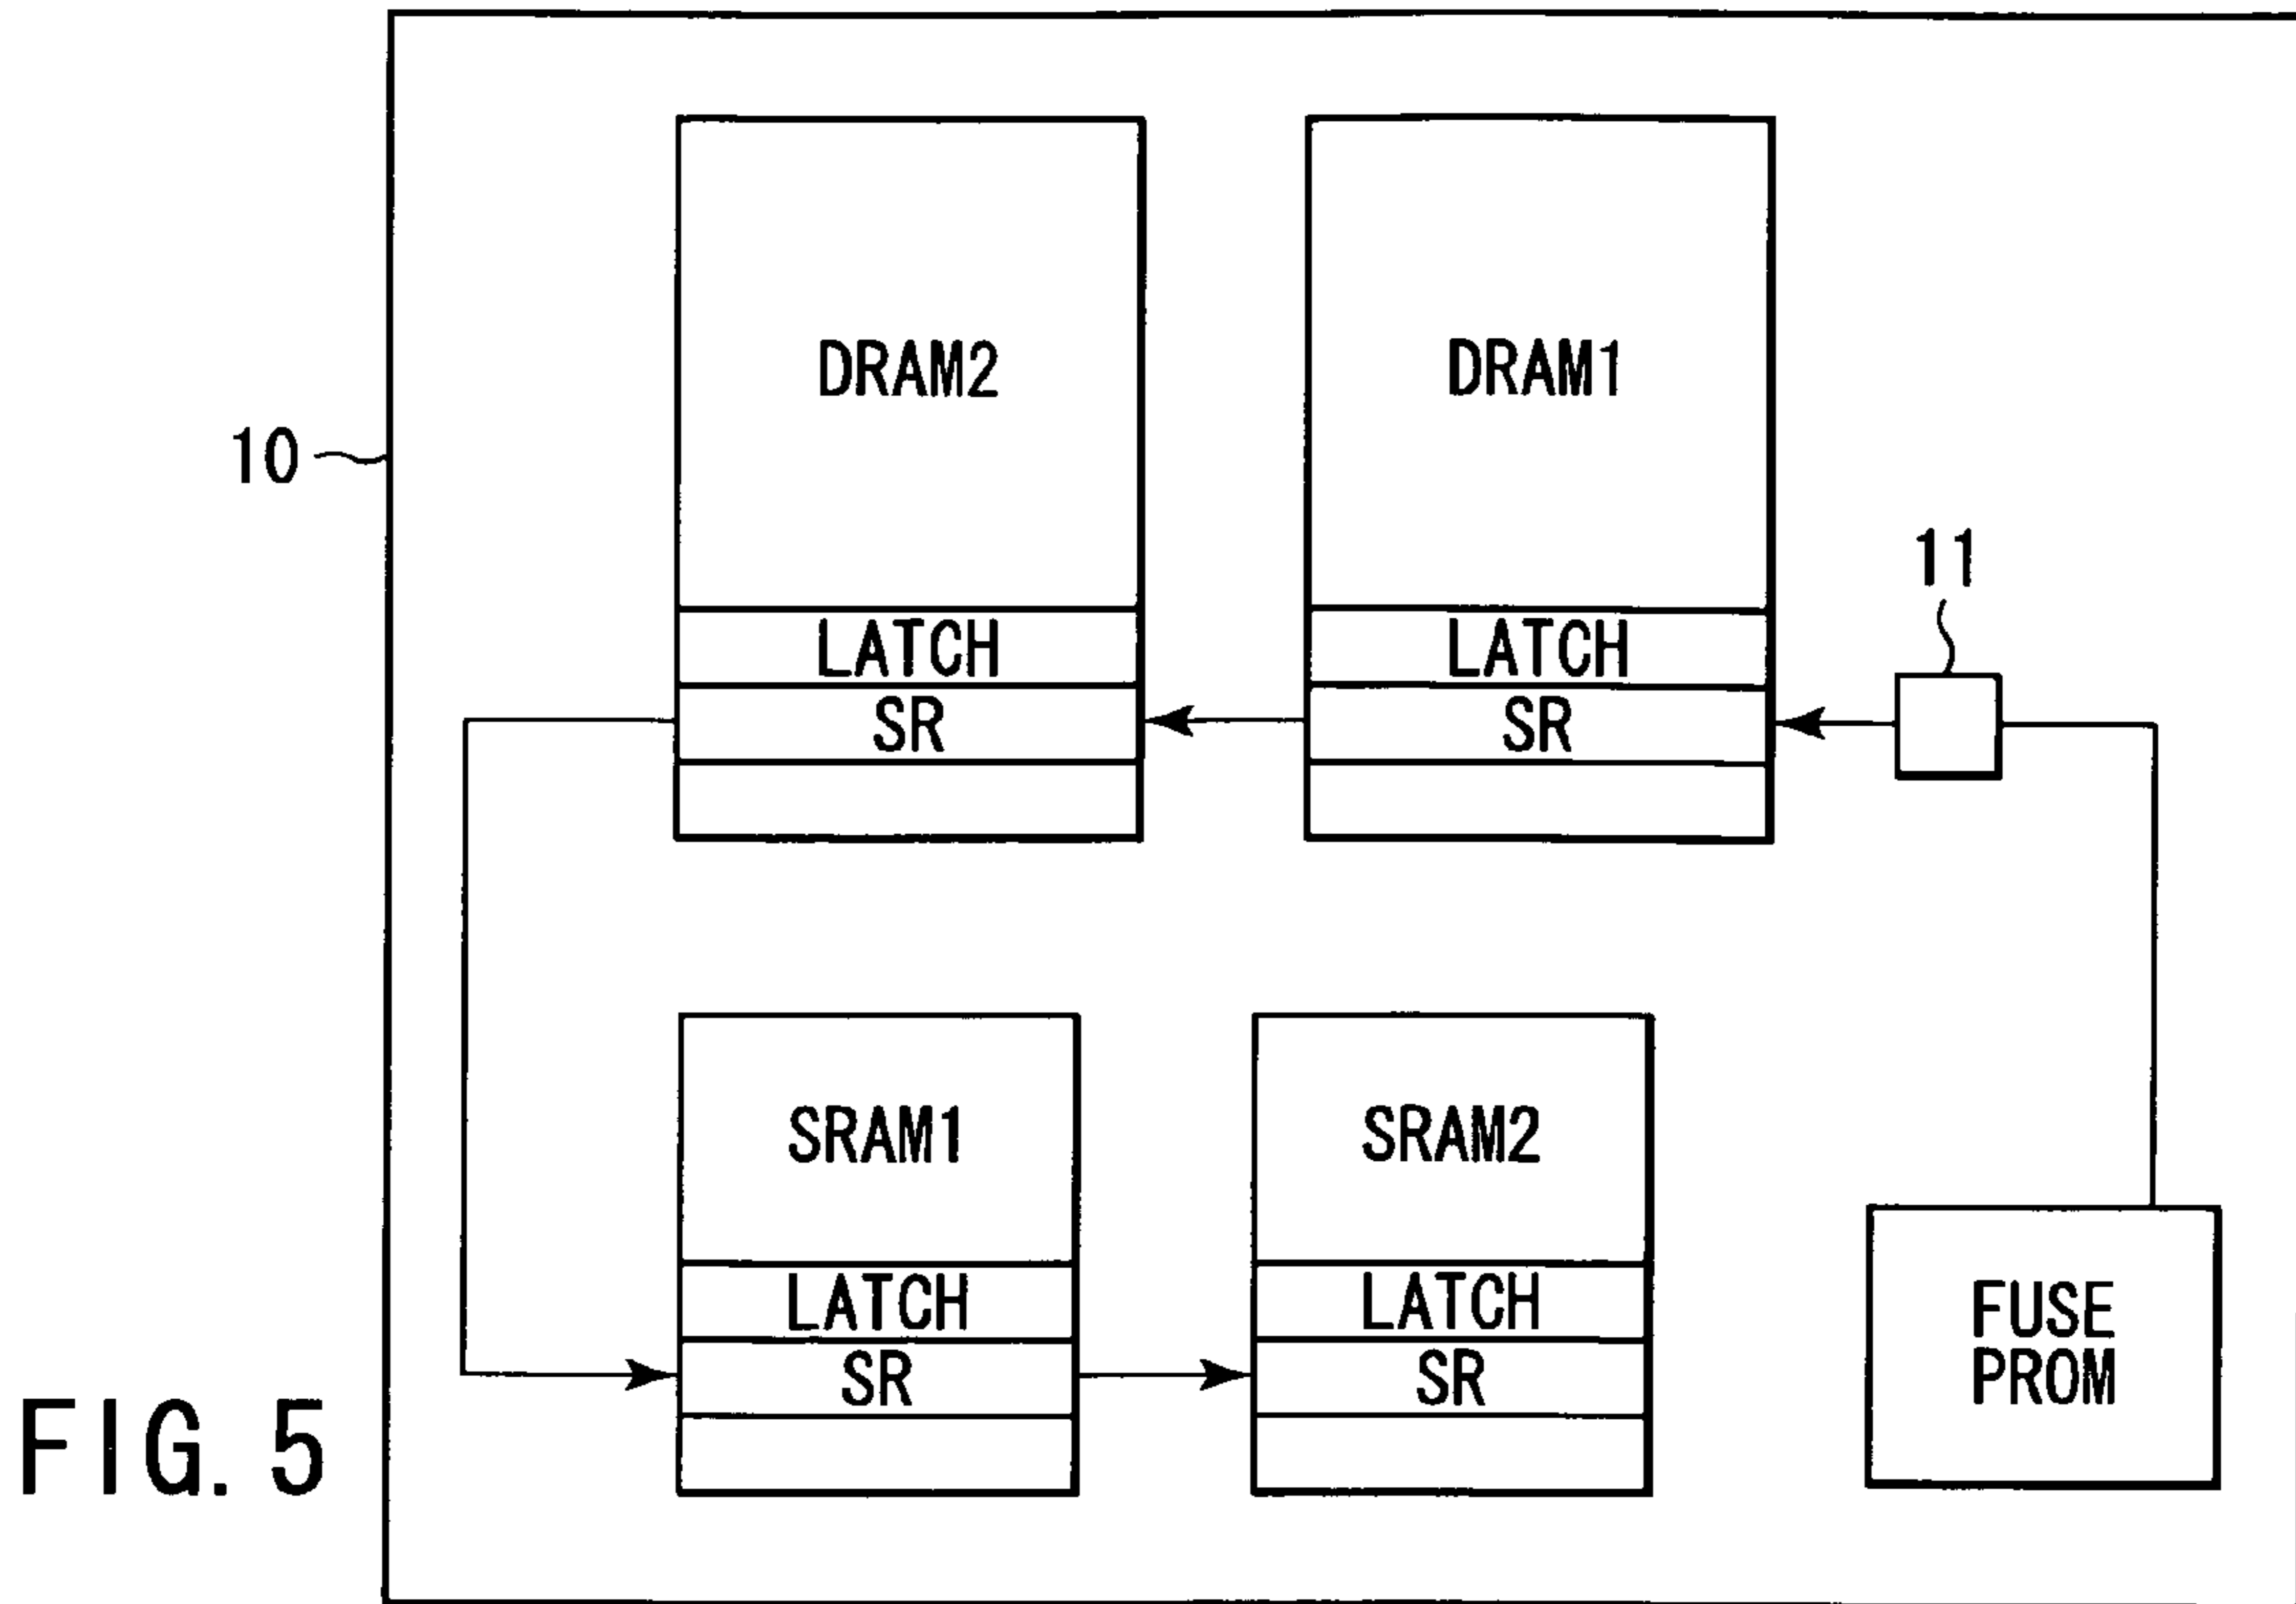 DRAM2
DRAM1
10
11
LATCH
LATCH
SR
SR
SRAM1
SRAM2
LATCH
LATCH
FUSE
PROM
SR
SR
FIG. 5